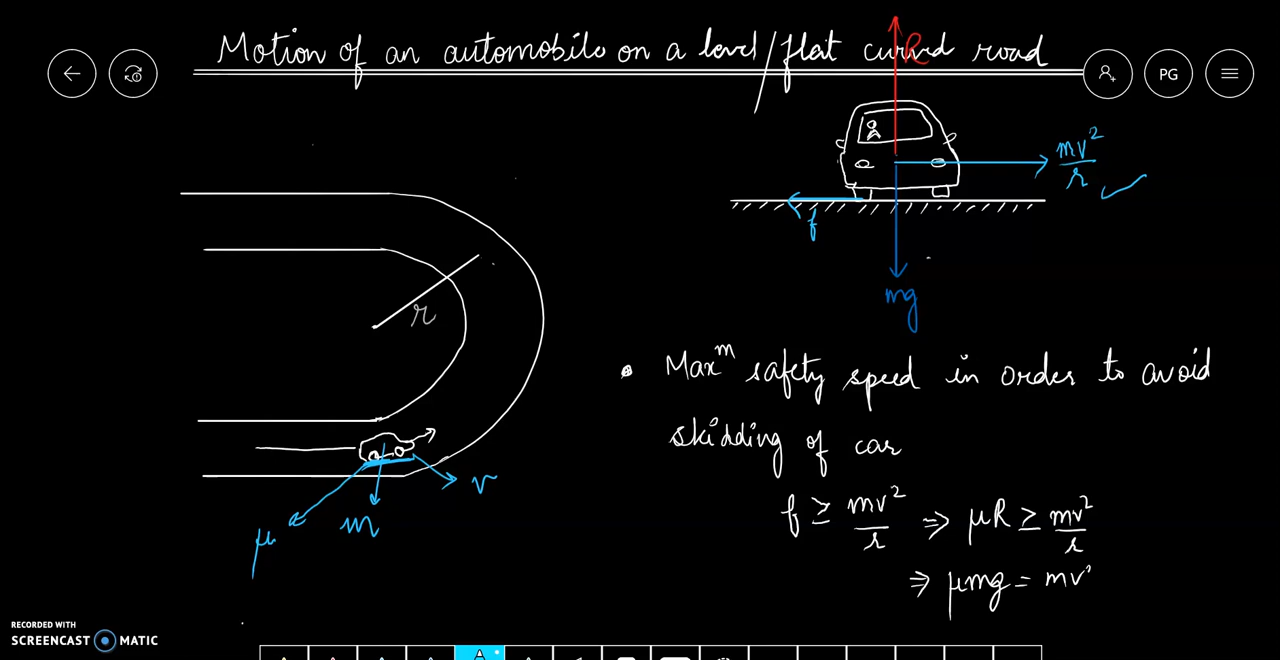 Motion of an automobile on a level/flat curved road
PG
R
mv²/r
f
mg
r
• Maxᵐ safety speed in order to avoid
skidding of car
f ≥ mv²/r ⇒ μR ≥ mv²/r
⇒ μmg = mv²
μ
m
v
RECORDED WITH
SCREENCAST MATIC